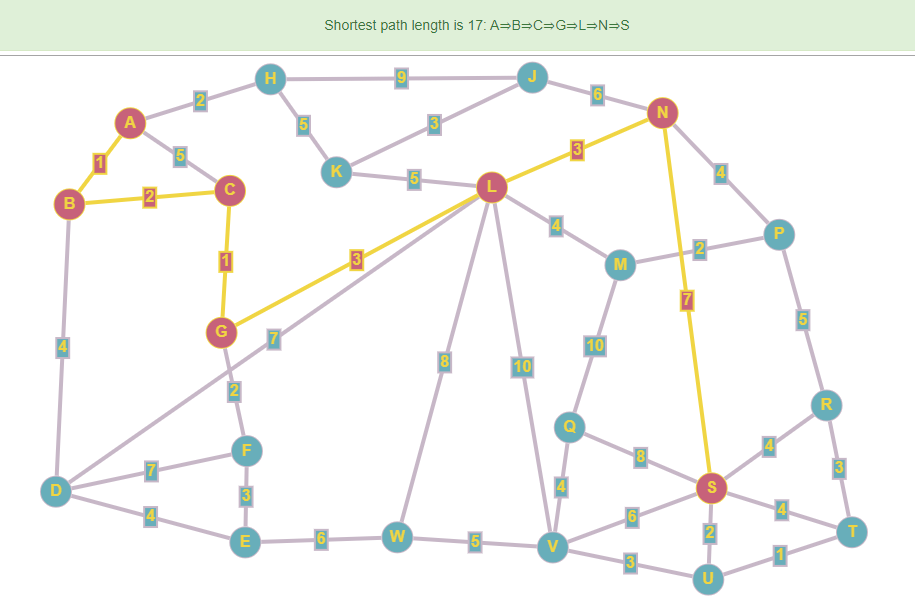 Shortest path length is 17: A⇒B⇒C⇒G⇒L⇒N⇒S
H 9 J
2 6
A N
5 3
1 5 3 4
K 5
C L
B 2
4
P
2
1 3 M
7
5
G
4 7 10
8 10
2
R
Q
F 4
8 3
7
D 3 4 S
4 6 4
W 2 T
E 6 5 V
3 1
U